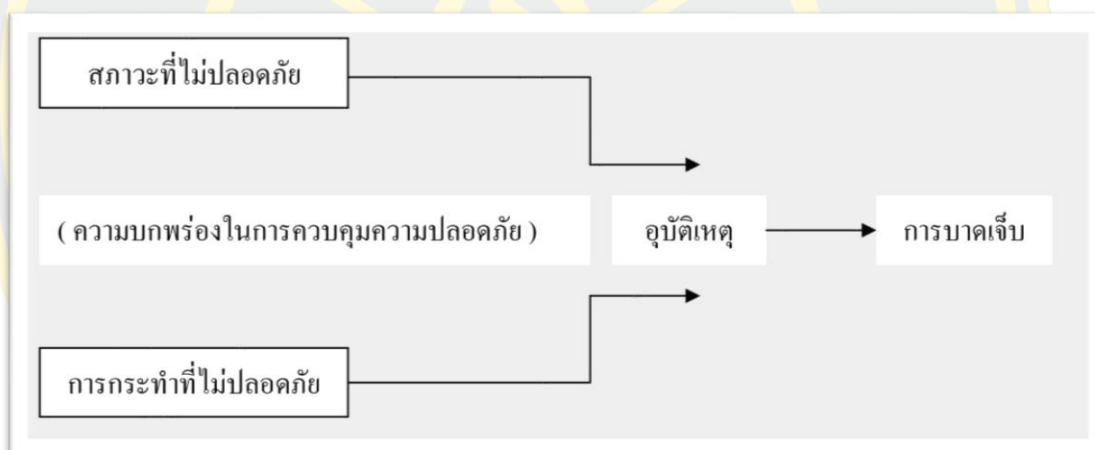 สภาวะที่ไม่ปลอดภัย
( ความบกพร่องในการควบคุมความปลอดภัย )
อุบัติเหตุ
การบาดเจ็บ
การกระทำที่ไม่ปลอดภัย